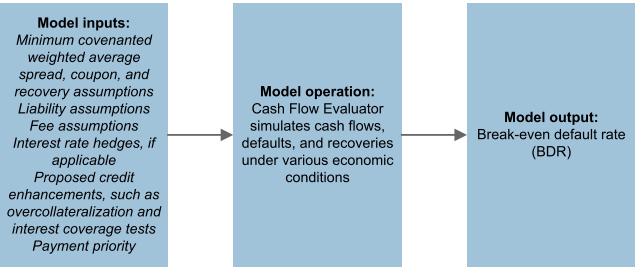 Model inputs:
Minimum covenanted
weighted average
spread, coupon, and
recovery assumptions
Liability assumptions
Fee assumptions
Interest rate hedges, if
applicable
Proposed credit
enhancements, such as
overcollateralization and
interest coverage tests
Payment priority
Model operation:
Cash Flow Evaluator
simulates cash flows,
defaults, and recoveries
under various economic
conditions
Model output:
Break-even default rate
(BDR)